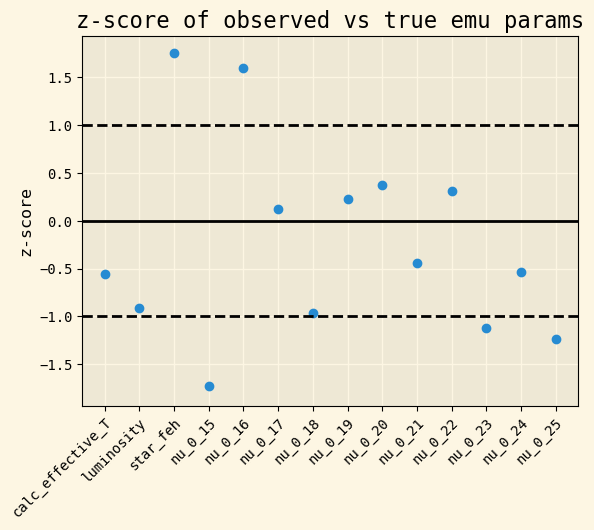 z-score of observed vs true emu params
z-score
1.5
1.0
0.5
0.0
−0.5
−1.0
−1.5
calc_effective_T
luminosity
star_feh
nu_0_15
nu_0_16
nu_0_17
nu_0_18
nu_0_19
nu_0_20
nu_0_21
nu_0_22
nu_0_23
nu_0_24
nu_0_25